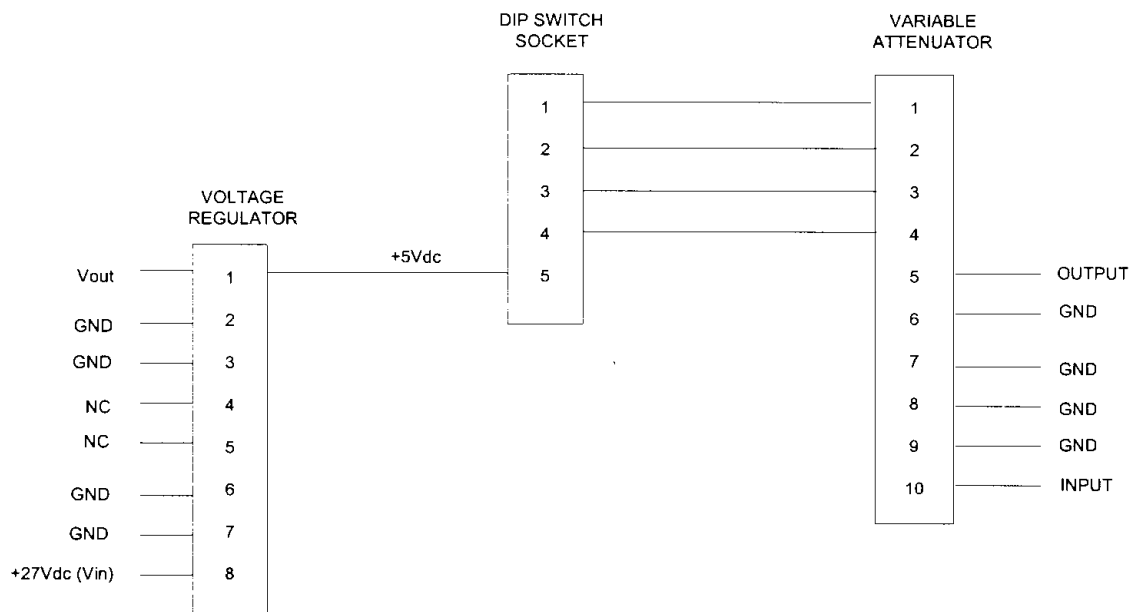 DIP SWITCH
SOCKET
VARIABLE
ATTENUATOR
VOLTAGE
REGULATOR
1
2
3
4
5
1
2
3
4
5
6
7
8
9
10
OUTPUT
GND
GND
GND
GND
INPUT
+5Vdc
Vout
GND
GND
NC
NC
GND
GND
+27Vdc (Vin)
1
2
3
4
5
6
7
8